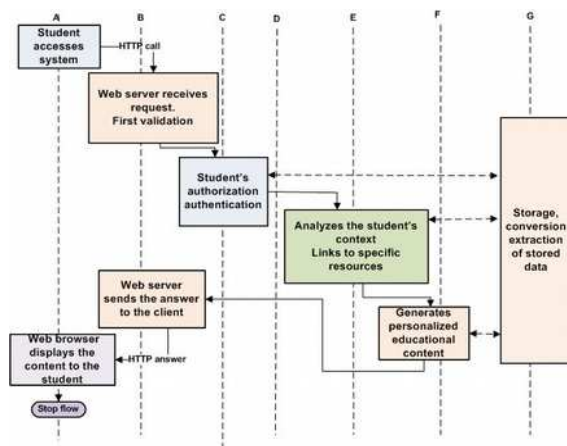 A B C D E F G
Student
accesses
system
HTTP call
Web server receives
request.
First validation
Student's
authorization
authentication
Analyzes the student's
context
Links to specific
resources
Storage,
conversion
extraction
of stored
data
Web server
sends the answer
to the client
Generates
personalized
educational
content
Web browser
displays the
content to the
student
HTTP answer
Stop flow